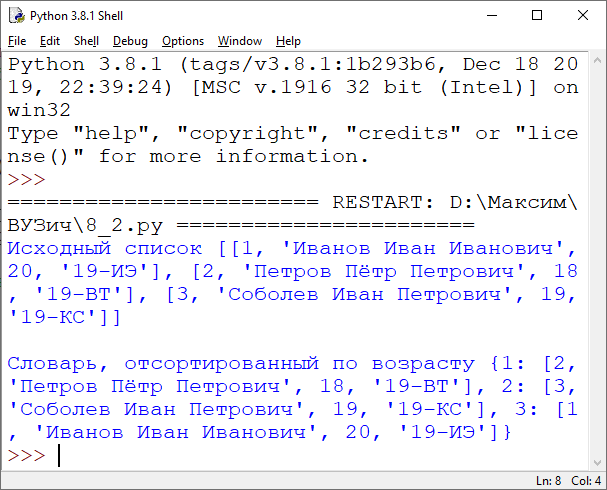 Python 3.8.1 Shell
File Edit Shell Debug Options Window Help
Python 3.8.1 (tags/v3.8.1:1b293b6, Dec 18 20
19, 22:39:24) [MSC v.1916 32 bit (Intel)] on
win32
Type "help", "copyright", "credits" or "lice
nse()" for more information.
>>>
======================== RESTART: D:\Максим\
ВУЗич\8_2.py =======================
Исходный список [[1, 'Иванов Иван Иванович',
20, '19-ИЭ'], [2, 'Петров Пётр Петрович', 18
, '19-ВТ'], [3, 'Соболев Иван Петрович', 19,
'19-КС']]
Словарь, отсортированный по возрасту {1: [2,
'Петров Пётр Петрович', 18, '19-ВТ'], 2: [3,
'Соболев Иван Петрович', 19, '19-КС'], 3: [1
, 'Иванов Иван Иванович', 20, '19-ИЭ']}
>>>
Ln: 8 Col: 4